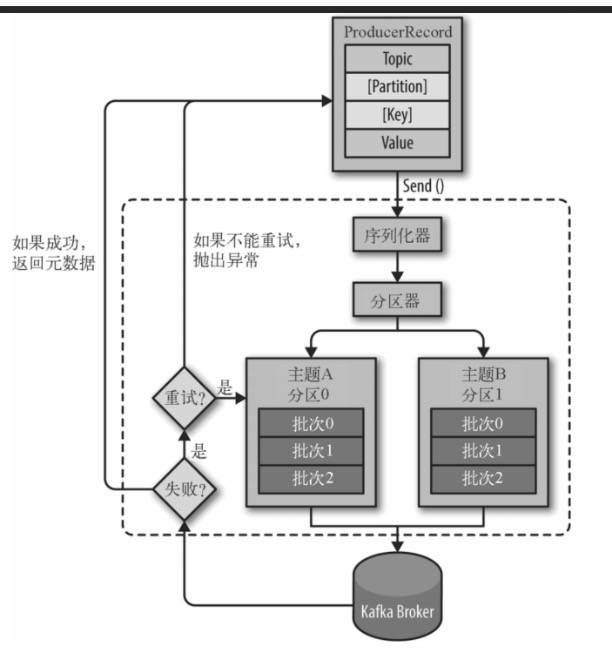 ProducerRecord
Topic
[Partition]
[Key]
Value
Send ()
如果成功，
返回元数据
如果不能重试，
抛出异常
序列化器
分区器
主题A
分区0
批次0
批次1
批次2
主题B
分区1
批次0
批次1
批次2
重试?
是
是
失败?
Kafka Broker